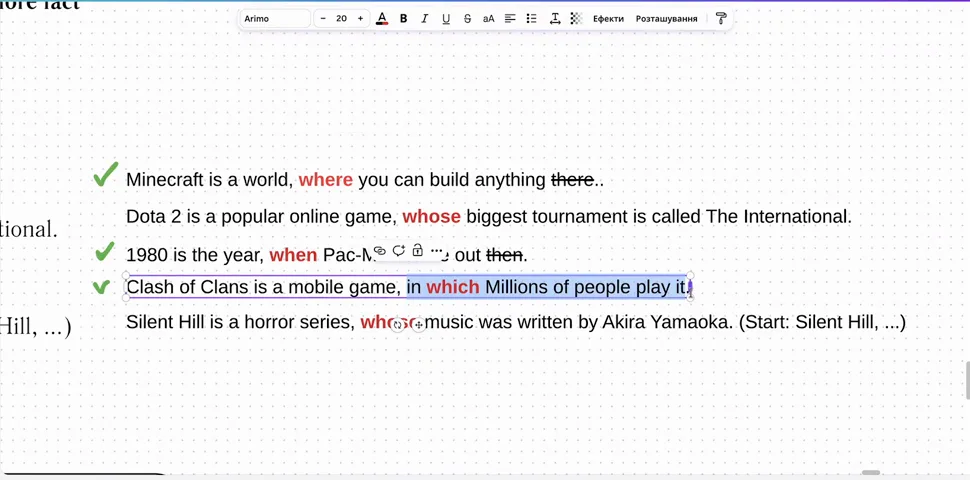 ore fact
Arimo
− 20 + A B I U S aA Ефекти Розташування
Minecraft is a world, where you can build anything there..
tional.
Dota 2 is a popular online game, whose biggest tournament is called The International.
1980 is the year, when Pac-M out then.
Clash of Clans is a mobile game, in which Millions of people play it.
Hill, ...)
Silent Hill is a horror series, whose music was written by Akira Yamaoka. (Start: Silent Hill, ...)